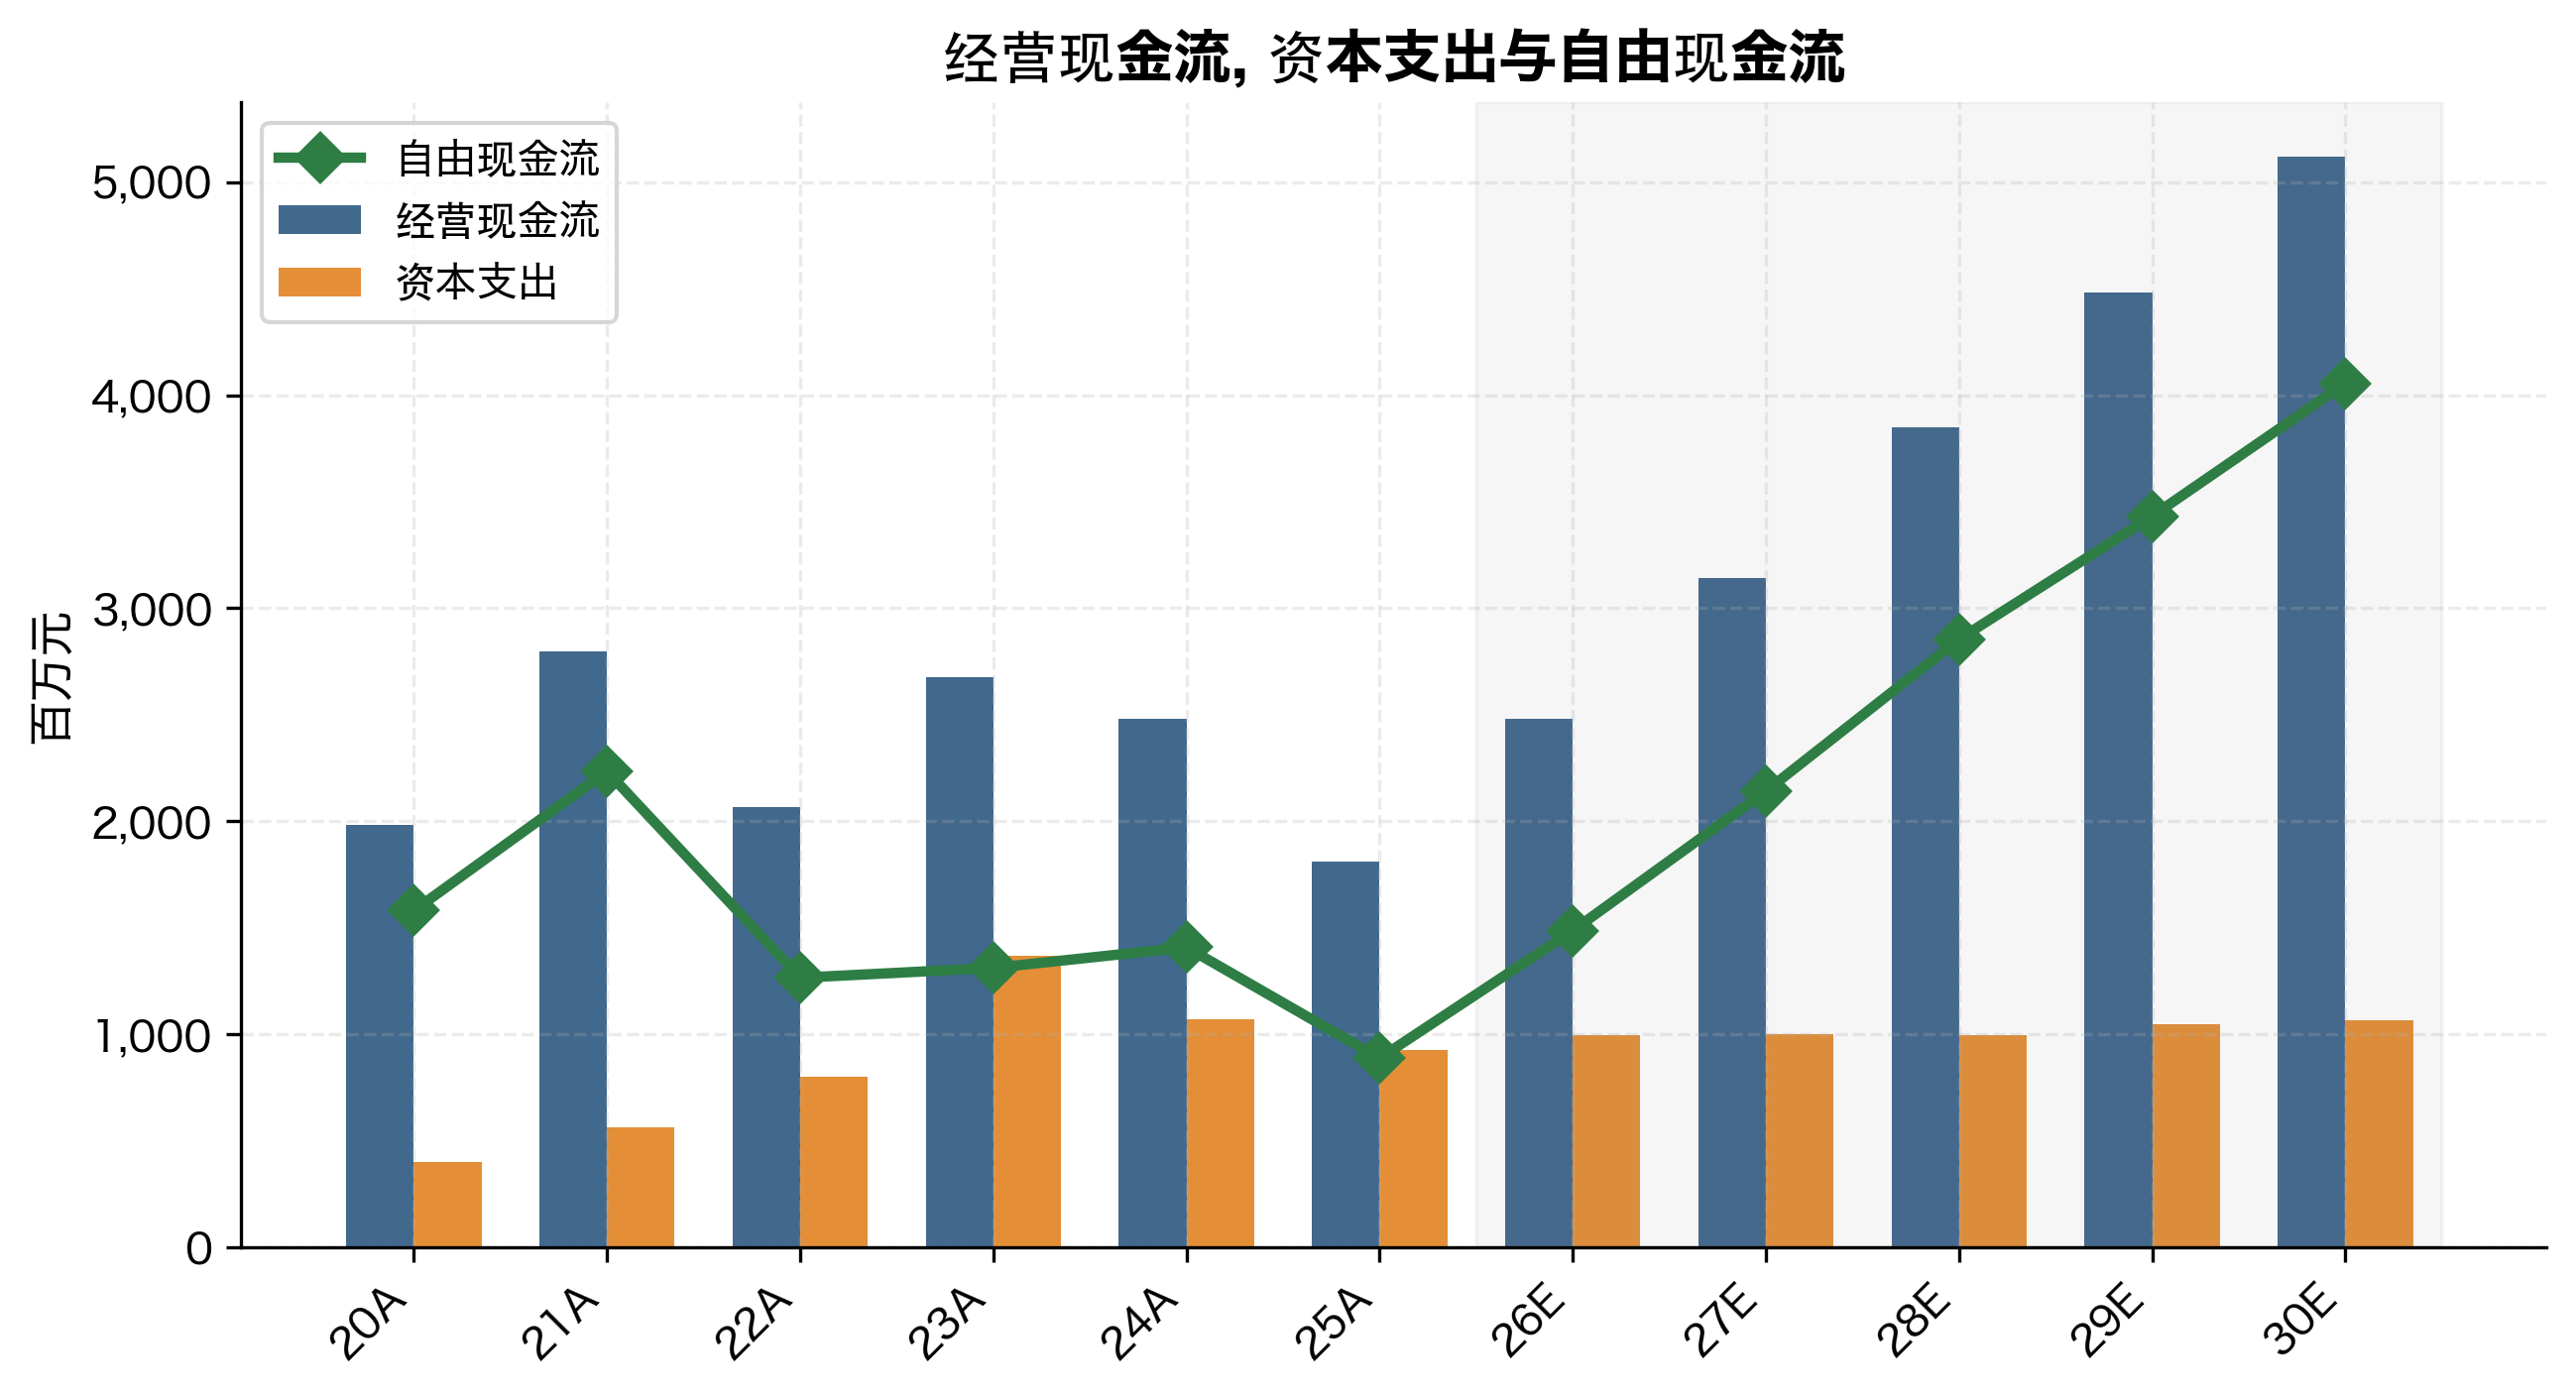 经营现金流, 资本支出与自由现金流
自由现金流
经营现金流
资本支出
百万元
5,000
4,000
3,000
2,000
1,000
0
20A
21A
22A
23A
24A
25A
26E
27E
28E
29E
30E